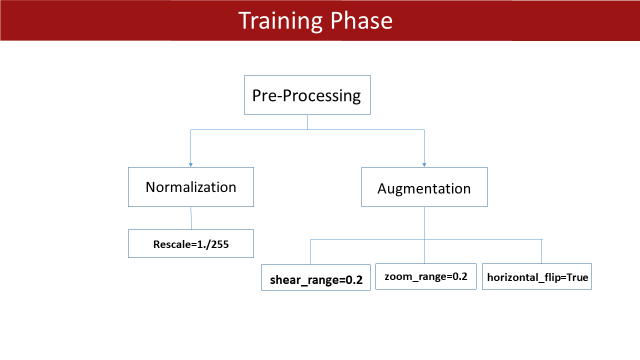 Training Phase
Pre-Processing
Normalization
Augmentation
Rescale=1./255
shear_range=0.2
zoom_range=0.2
horizontal_flip=True